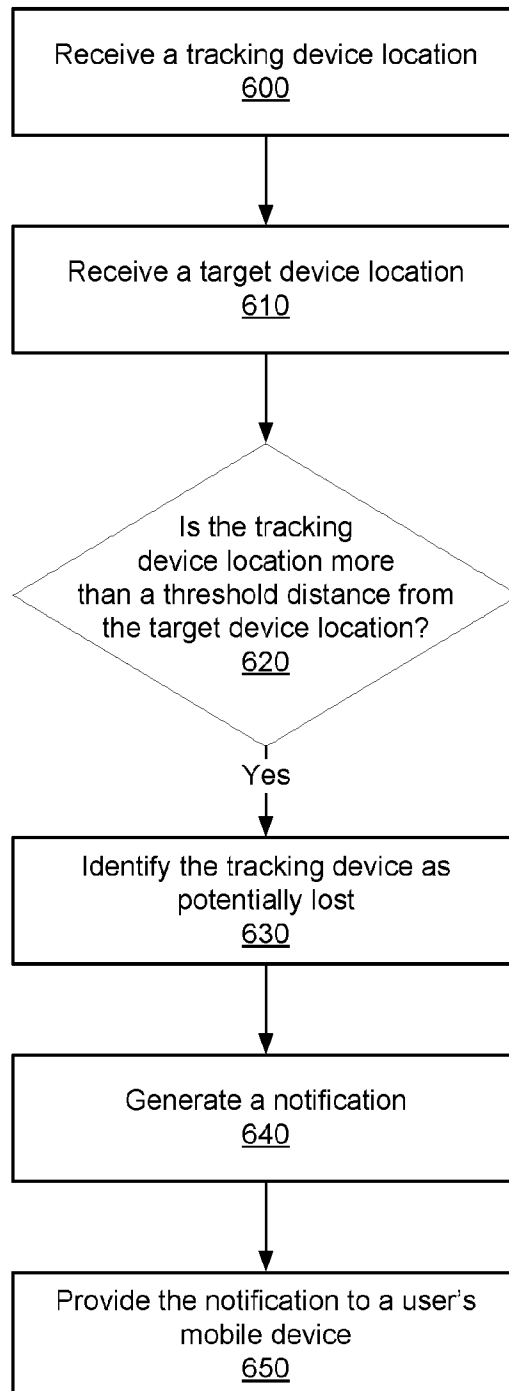 Receive a tracking device location
600
Receive a target device location
610
Is the tracking
device location more
than a threshold distance from
the target device location?
620
Yes
Identify the tracking device as
potentially lost
630
Generate a notification
640
Provide the notification to a user's
mobile device
650